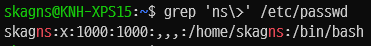 skagns@KNH-XPS15:~$ grep 'ns\>' /etc/passwd
skagns:x:1000:1000:,,,:/home/skagns:/bin/bash